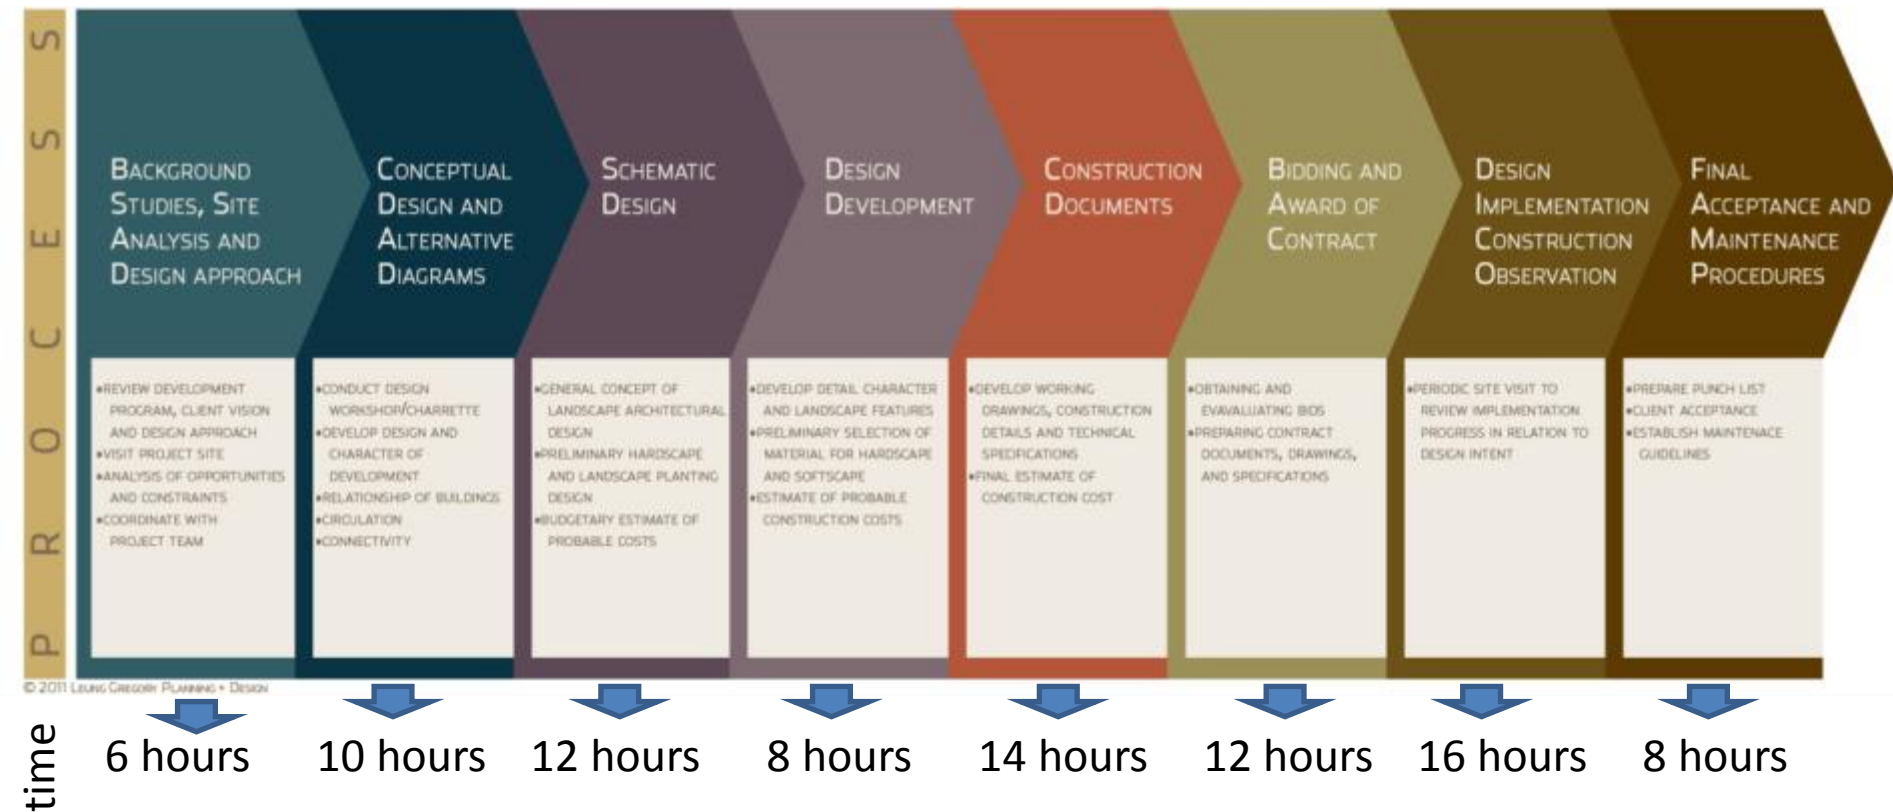 PROCESS
BACKGROUND
STUDIES, SITE
ANALYSIS AND
DESIGN APPROACH
CONCEPTUAL
DESIGN AND
ALTERNATIVE
DIAGRAMS
SCHEMATIC
DESIGN
DESIGN
DEVELOPMENT
CONSTRUCTION
DOCUMENTS
BIDDING AND
AWARD OF
CONTRACT
DESIGN
IMPLEMENTATION
CONSTRUCTION
OBSERVATION
FINAL
ACCEPTANCE AND
MAINTENANCE
PROCEDURES
•REVIEW DEVELOPMENT
PROGRAM, CLIENT VISION
AND DESIGN APPROACH
•VISIT PROJECT SITE
•ANALYSIS OF OPPORTUNITIES
AND CONSTRAINTS
•COORDINATE WITH
PROJECT TEAM
•CONDUCT DESIGN
WORKSHOP/CHARRETTE
•DEVELOP DESIGN AND
CHARACTER OF
DEVELOPMENT
•RELATIONSHIP OF BUILDINGS
•CIRCULATION
•CONNECTIVITY
•GENERAL CONCEPT OF
LANDSCAPE ARCHITECTURAL
DESIGN
•PRELIMINARY HARDSCAPE
AND LANDSCAPE PLANTING
DESIGN
•BUDGETARY ESTIMATE OF
PROBABLE COSTS
•DEVELOP DETAIL CHARACTER
AND LANDSCAPE FEATURES
•PRELIMINARY SELECTION OF
MATERIAL FOR HARDSCAPE
AND SOFTSCAPE
•ESTIMATE OF PROBABLE
CONSTRUCTION COSTS
•DEVELOP WORKING
DRAWINGS, CONSTRUCTION
DETAILS AND TECHNICAL
SPECIFICATIONS
•FINAL ESTIMATE OF
CONSTRUCTION COST
•OBTAINING AND
EVAVALUATING BIDS
•PREPARING CONTRACT
DOCUMENTS, DRAWINGS,
AND SPECIFICATIONS
•PERIODIC SITE VISIT TO
REVIEW IMPLEMENTATION
PROGRESS IN RELATION TO
DESIGN INTENT
•PREPARE PUNCH LIST
•CLIENT ACCEPTANCE
•ESTABLISH MAINTENACE
GUIDELINES
© 2011 LEUNG GREGORY PLANNING + DESIGN
time
6 hours
10 hours
12 hours
8 hours
14 hours
12 hours
16 hours
8 hours